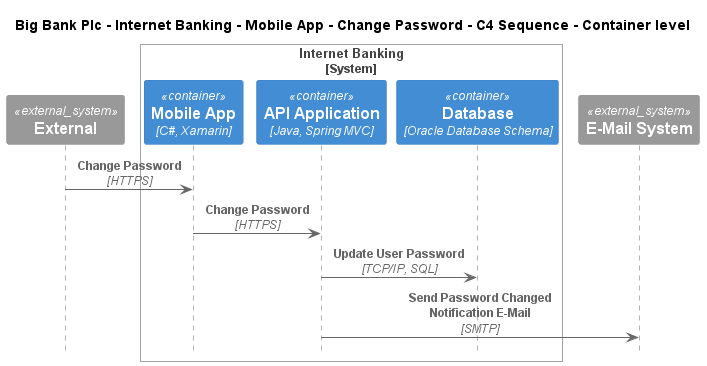 Big Bank Plc - Internet Banking - Mobile App - Change Password - C4 Sequence - Container level
Internet Banking
[System]
«external_system»
External
«container»
Mobile App
[C#, Xamarin]
«container»
API Application
[Java, Spring MVC]
«container»
Database
[Oracle Database Schema]
«external_system»
E-Mail System
Change Password
[HTTPS]
Change Password
[HTTPS]
Update User Password
[TCP/IP, SQL]
Send Password Changed
Notification E-Mail
[SMTP]